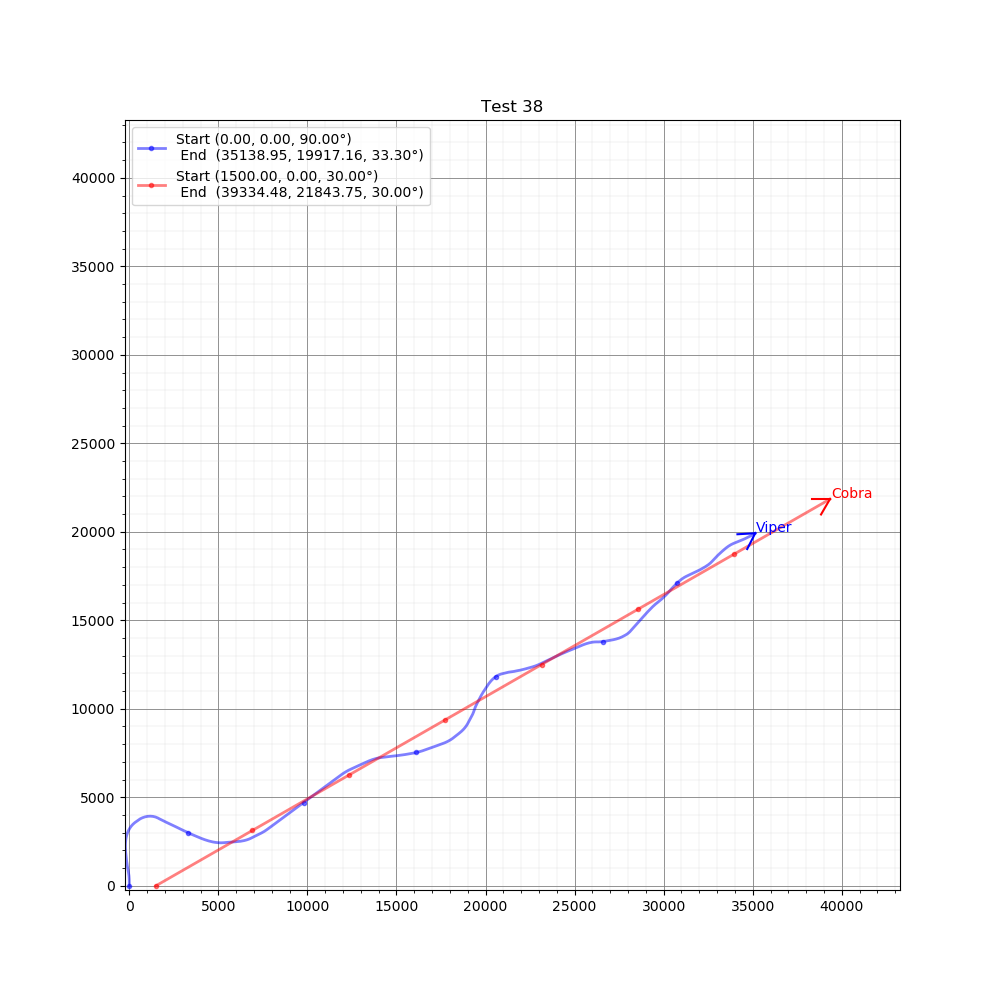 Test 38
Start (0.00, 0.00, 90.00°)
End (35138.95, 19917.16, 33.30°)
Start (1500.00, 0.00, 30.00°)
End (39334.48, 21843.75, 30.00°)
40000
35000
30000
25000
20000
15000
10000
5000
0
Cobra
Viper
0 5000 10000 15000 20000 25000 30000 35000 40000